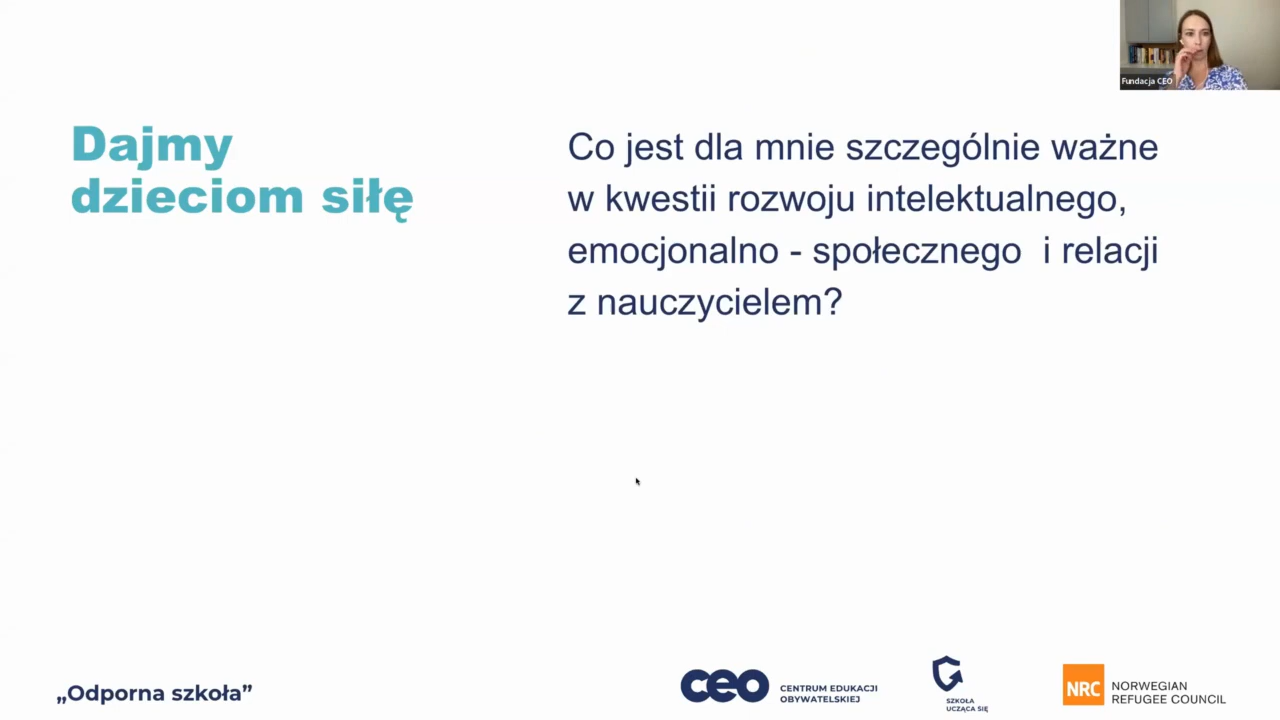 Fundacja CEO
Dajmy
dzieciom siłę
Co jest dla mnie szczególnie ważne
w kwestii rozwoju intelektualnego,
emocjonalno - społecznego  i relacji
z nauczycielem?
„Odporna szkoła”
ceo
CENTRUM EDUKACJI
OBYWATELSKIEJ
SZKOŁA
UCZĄCA SIĘ
NRC
NORWEGIAN
REFUGEE COUNCIL